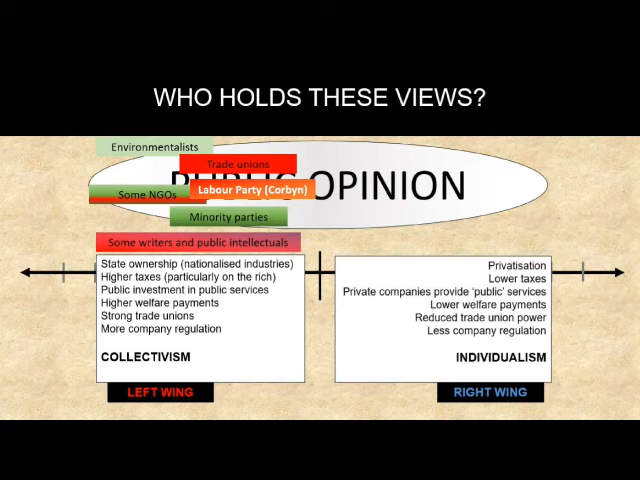 WHO HOLDS THESE VIEWS?
Environmentalists
Trade unions
OPINION
Some NGOs
Labour Party (Corbyn)
Minority parties
Some writers and public intellectuals
State ownership (nationalised industries)
Higher taxes (particularly on the rich)
Public investment in public services
Higher welfare payments
Strong trade unions
More company regulation
COLLECTIVISM
LEFT WING
Privatisation
Lower taxes
Private companies provide ‘public’ services
Lower welfare payments
Reduced trade union power
Less company regulation
INDIVIDUALISM
RIGHT WING